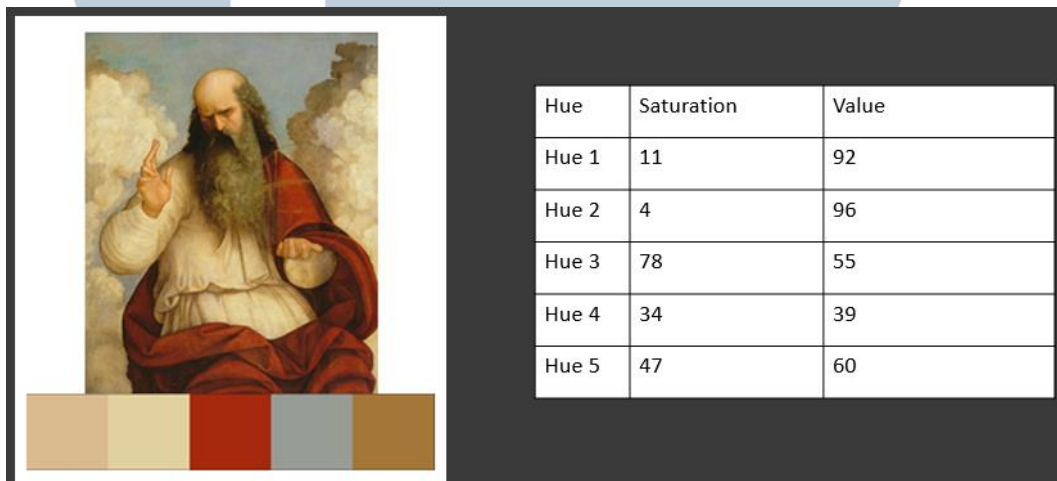 Hue Saturation Value
Hue 1 11 92
Hue 2 4 96
Hue 3 78 55
Hue 4 34 39
Hue 5 47 60